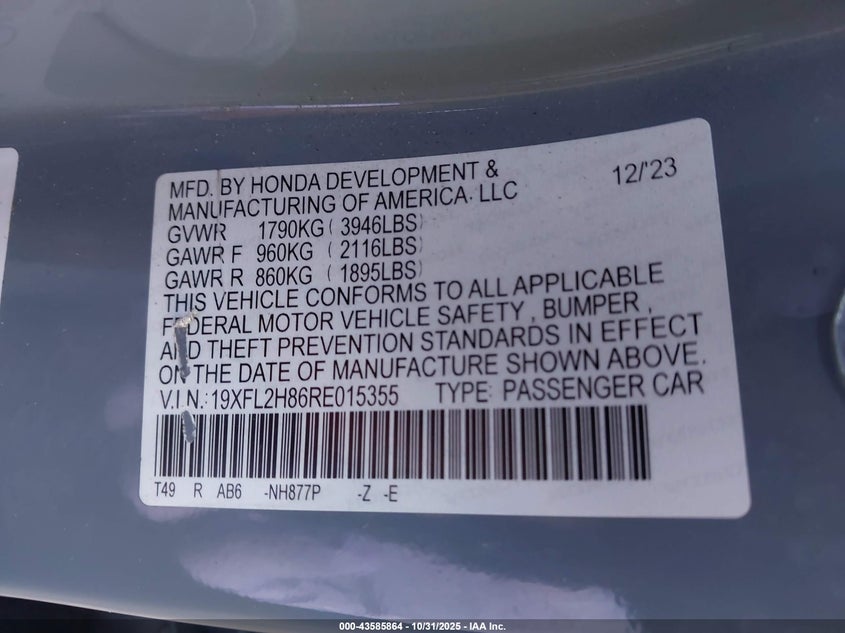 MFD. BY HONDA DEVELOPMENT & 12/'23
MANUFACTURING OF AMERICA, LLC
GVWR 1790KG ( 3946LBS)
GAWR F 960KG ( 2116LBS)
GAWR R 860KG ( 1895LBS)
THIS VEHICLE CONFORMS TO ALL APPLICABLE
FEDERAL MOTOR VEHICLE SAFETY , BUMPER ,
AND THEFT PREVENTION STANDARDS IN EFFECT
ON THE DATE OF MANUFACTURE SHOWN ABOVE.
V.I.N.:19XFL2H86RE015355 TYPE: PASSENGER CAR
T49 R AB6 -NH877P -Z -E
000-43585864 - 10/31/2025 - IAA Inc.